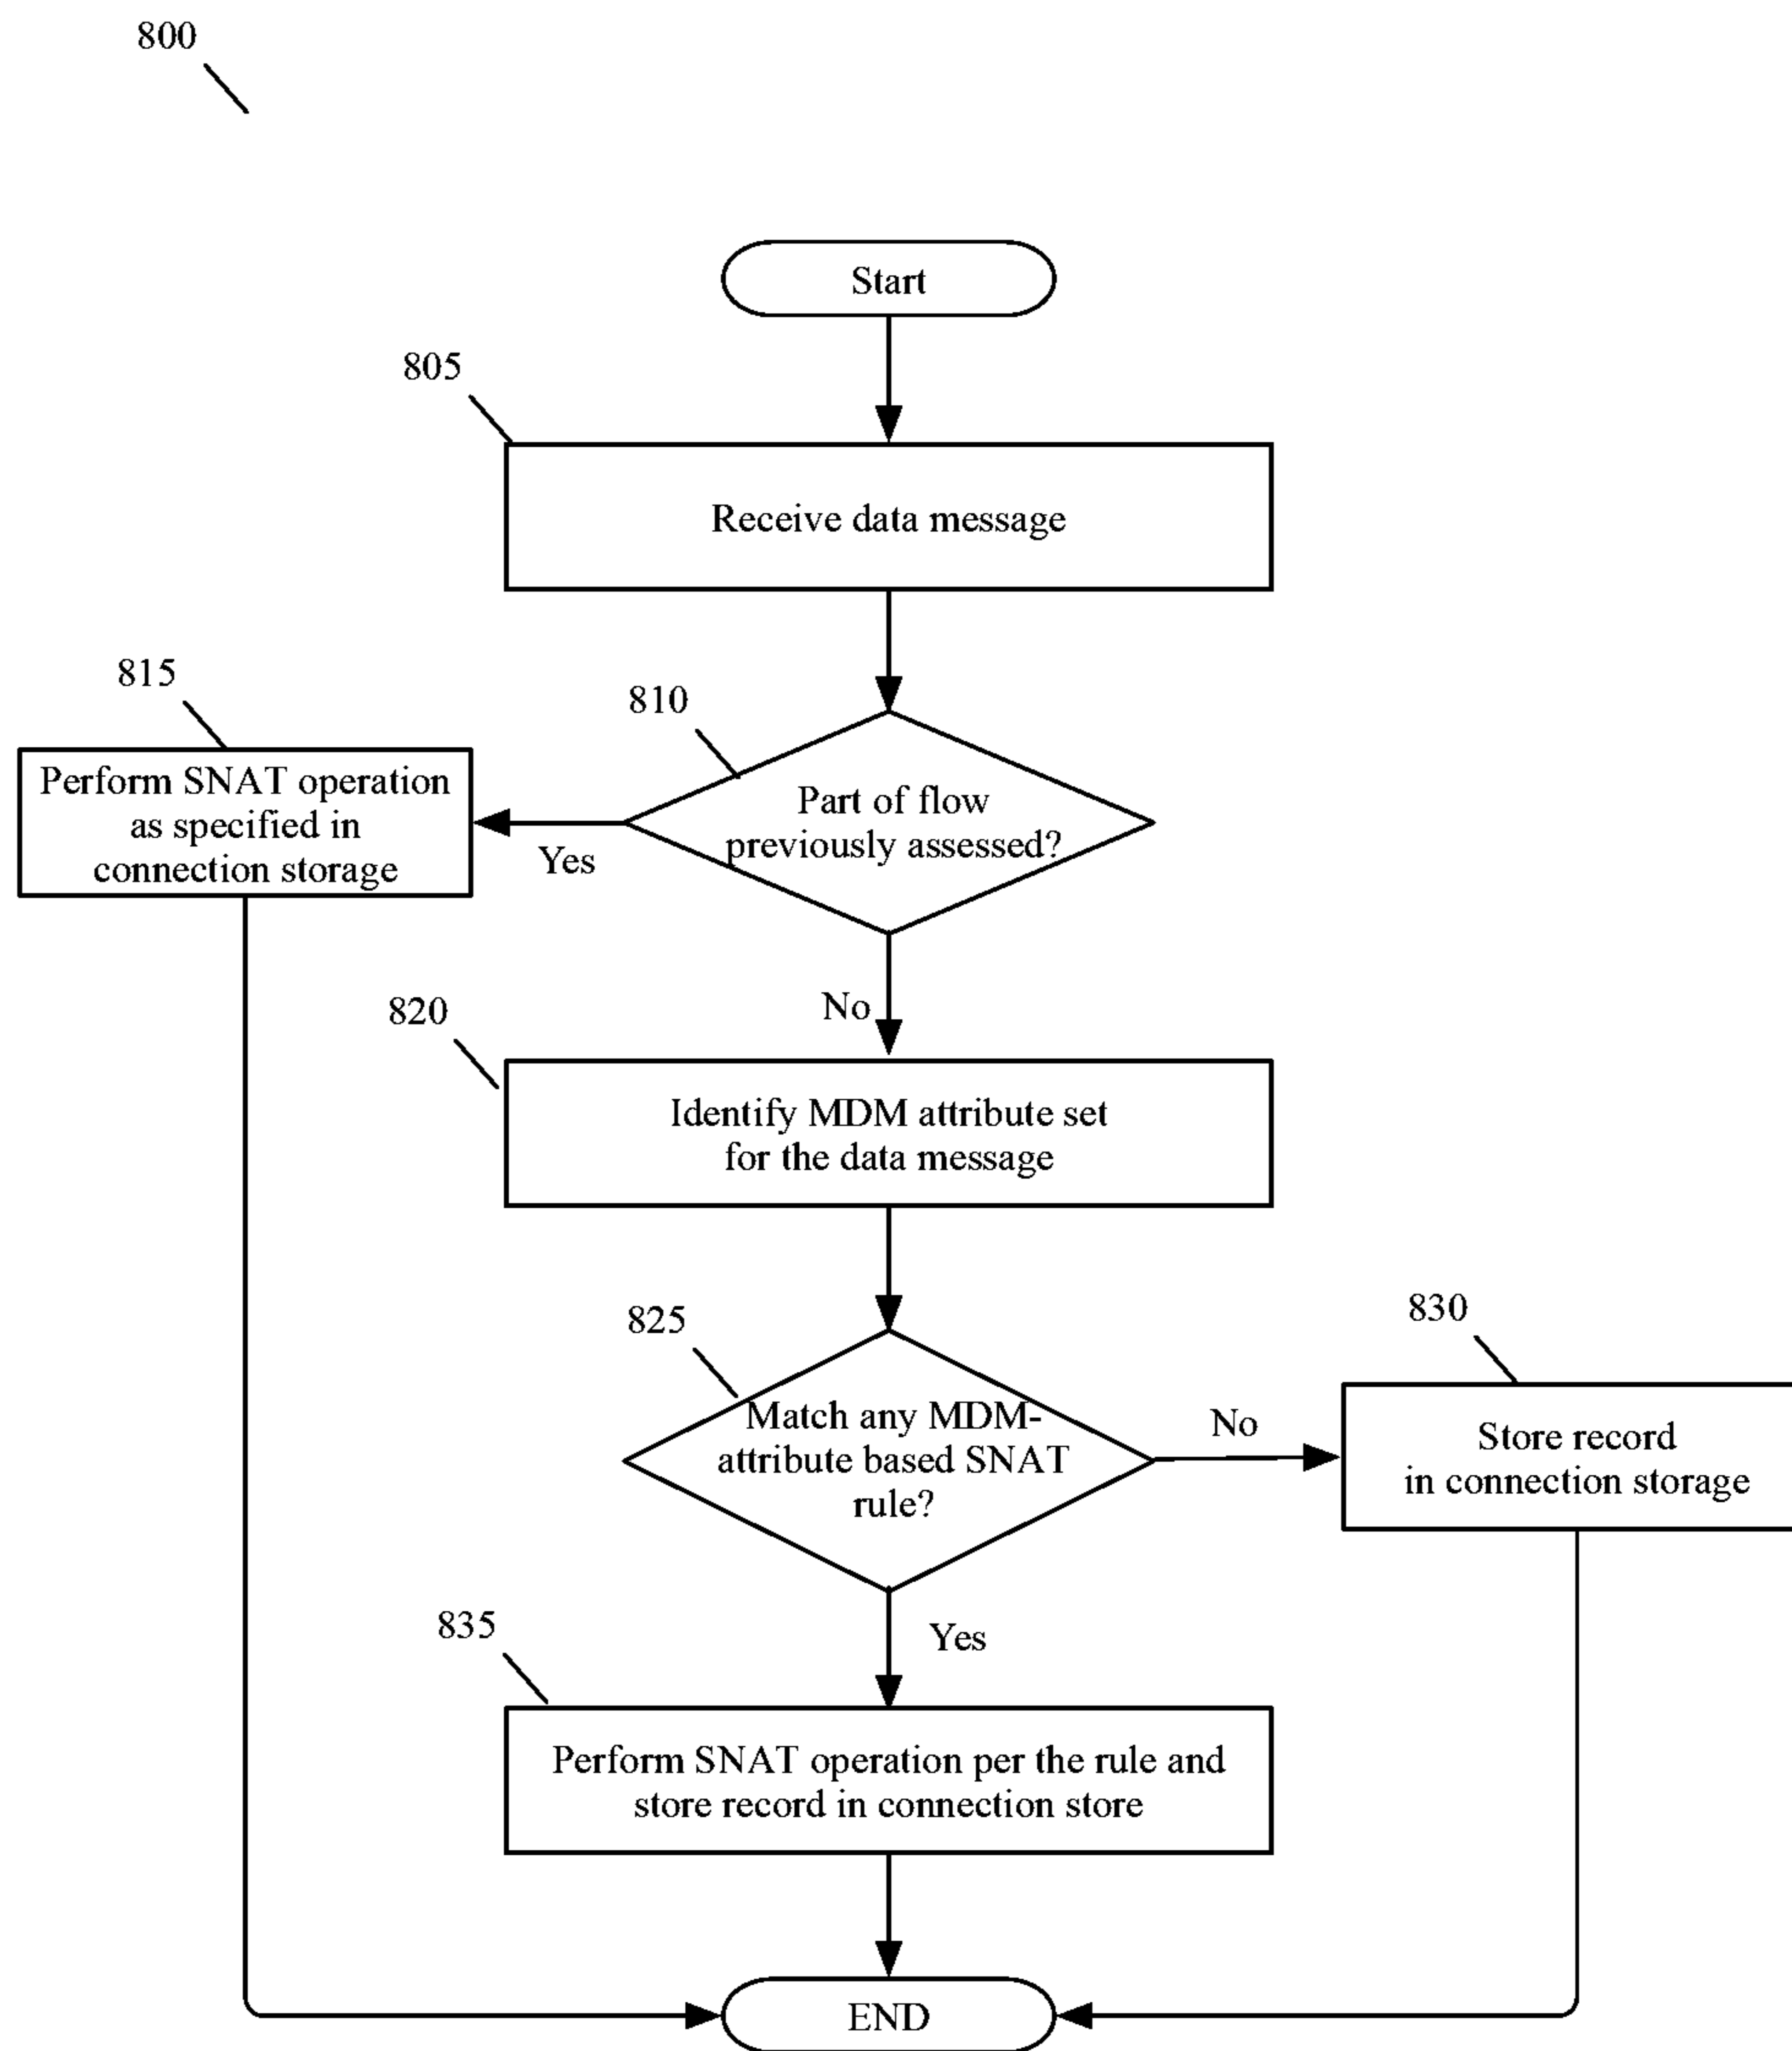 800
Start
805
Receive data message
815
810
Perform SNAT operation
as specified in
connection storage
Part of flow
previously assessed?
Yes
No
820
Identify MDM attribute set
for the data message
825
830
Match any MDM-
attribute based SNAT
rule?
No
Store record
in connection storage
835
Yes
Perform SNAT operation per the rule and
store record in connection store
END